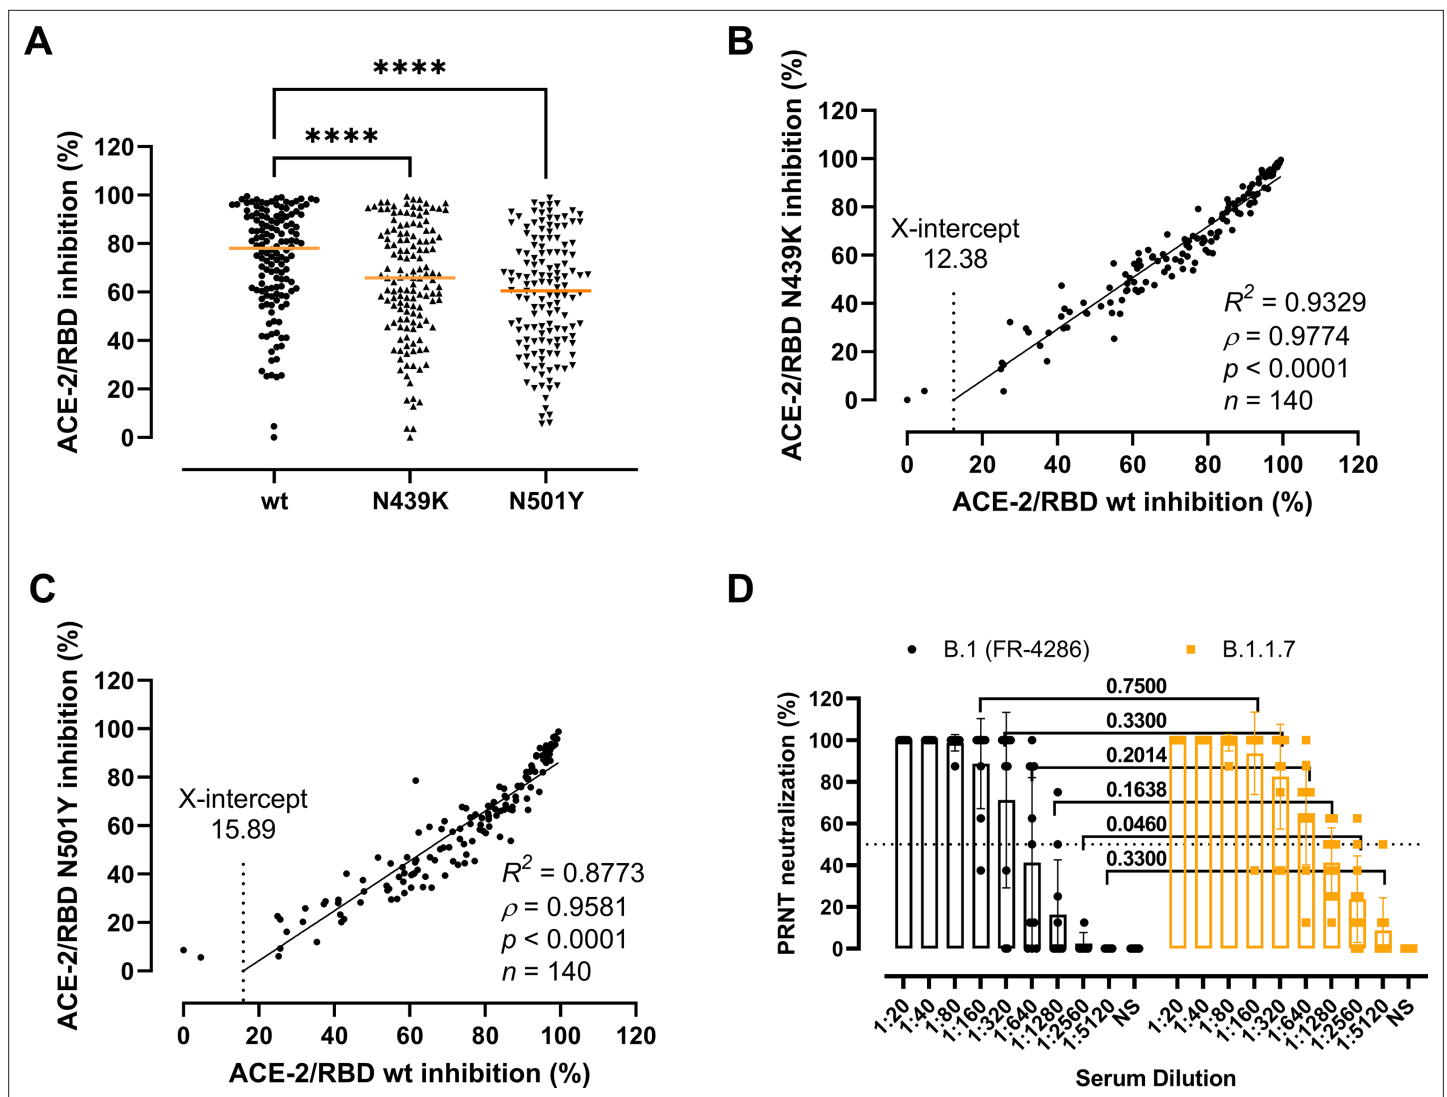 A
****
****
ACE-2/RBD inhibition (%)
120
100
80
60
40
20
0
wt N439K N501Y
B
ACE-2/RBD N439K inhibition (%)
120
100
80
60
40
20
0
X-intercept
12.38
R² = 0.9329
ρ = 0.9774
p < 0.0001
n = 140
0 20 40 60 80 100 120
ACE-2/RBD wt inhibition (%)
C
ACE-2/RBD N501Y inhibition (%)
120
100
80
60
40
20
0
X-intercept
15.89
R² = 0.8773
ρ = 0.9581
p < 0.0001
n = 140
0 20 40 60 80 100 120
ACE-2/RBD wt inhibition (%)
D
B.1 (FR-4286) B.1.1.7
PRNT neutralization (%)
120
100
80
60
40
20
0
0.7500
0.3300
0.2014
0.1638
0.0460
0.3300
1:20 1:40 1:80 1:160 1:320 1:640 1:1280 1:2560 1:5120 NS 1:20 1:40 1:80 1:160 1:320 1:640 1:1280 1:2560 1:5120 NS
Serum Dilution